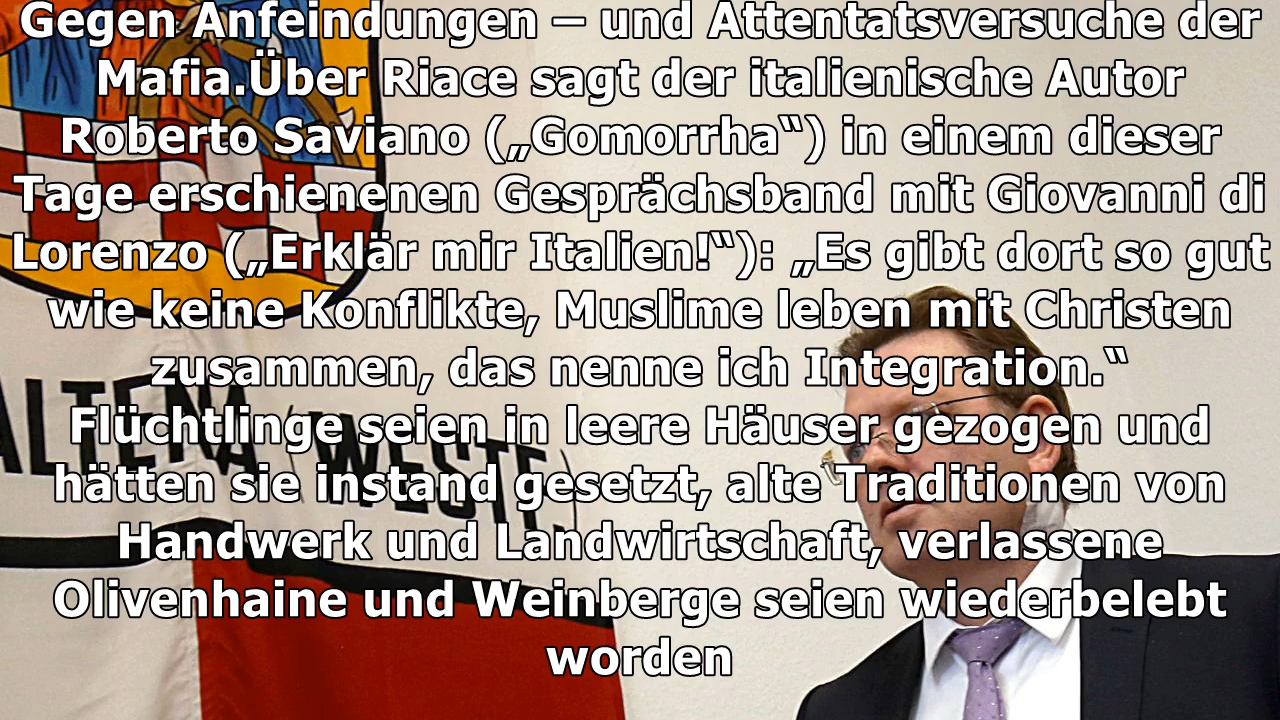 Gegen Anfeindungen – und Attentatsversuche der
Mafia.Über Riace sagt der italienische Autor
Roberto Saviano („Gomorrha“) in einem dieser
Tage erschienenen Gesprächsband mit Giovanni di
Lorenzo („Erklär mir Italien!“): „Es gibt dort so gut
wie keine Konflikte, Muslime leben mit Christen
zusammen, das nenne ich Integration.“
Flüchtlinge seien in leere Häuser gezogen und
hätten sie instand gesetzt, alte Traditionen von
Handwerk und Landwirtschaft, verlassene
Olivenhaine und Weinberge seien wiederbelebt
worden
ALTENA (WESTF.)